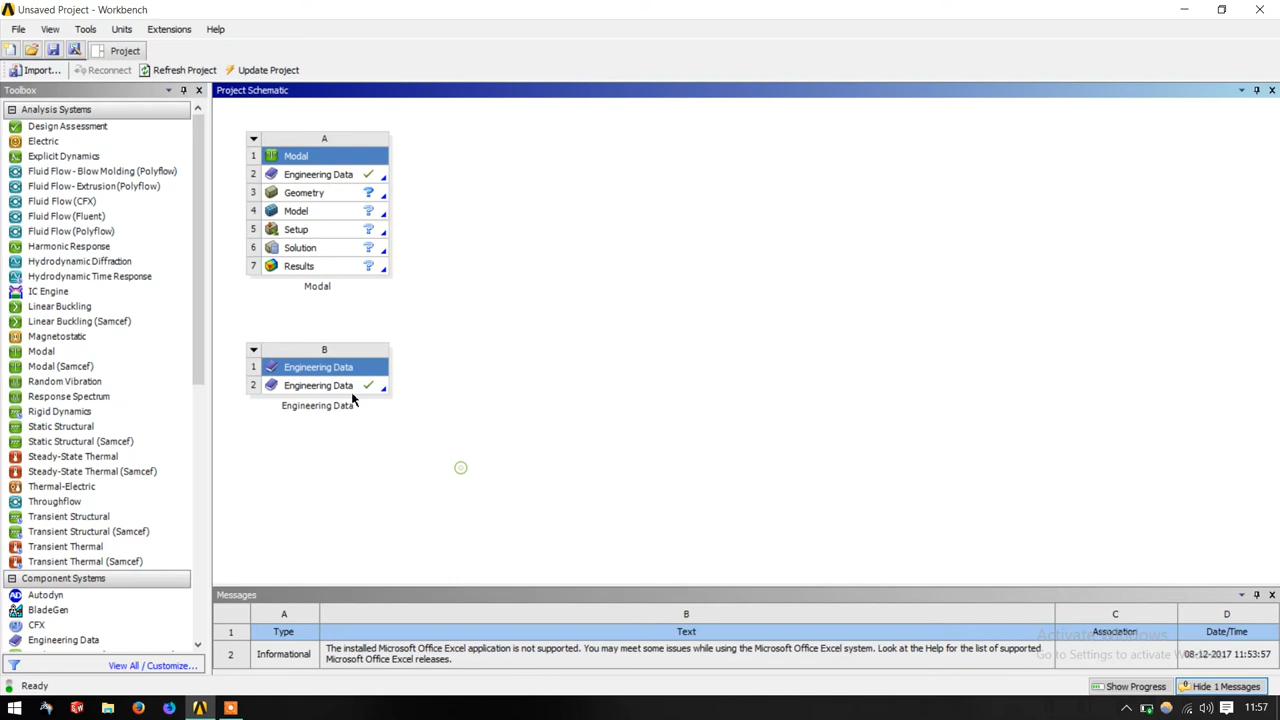 Unsaved Project - Workbench
File View Tools Units Extensions Help
Project
Import... Reconnect Refresh Project Update Project
Toolbox
Project Schematic
Analysis Systems
Design Assessment
Electric
Explicit Dynamics
Fluid Flow - Blow Molding (Polyflow)
Fluid Flow - Extrusion (Polyflow)
Fluid Flow (CFX)
Fluid Flow (Fluent)
Fluid Flow (Polyflow)
Harmonic Response
Hydrodynamic Diffraction
Hydrodynamic Time Response
IC Engine
Linear Buckling
Linear Buckling (Samcef)
Magnetostatic
Modal
Modal (Samcef)
Random Vibration
Response Spectrum
Rigid Dynamics
Static Structural
Static Structural (Samcef)
Steady-State Thermal
Steady-State Thermal (Samcef)
Thermal-Electric
Throughflow
Transient Structural
Transient Structural (Samcef)
Transient Thermal
Transient Thermal (Samcef)
Component Systems
Autodyn
BladeGen
CFX
Engineering Data
View All / Customize...
A
1 Modal
2 Engineering Data
3 Geometry ?
4 Model ?
5 Setup ?
6 Solution ?
7 Results ?
Modal
B
1 Engineering Data
2 Engineering Data
Engineering Data
Messages
A B C D
1 Type Text Association Date/Time
2 Informational The installed Microsoft Office Excel application is not supported. You may meet some issues while using the Microsoft Office Excel system. Look at the Help for the list of supported 08-12-2017 11:53:57
Microsoft Office Excel releases.
Activate Windows
Go to Settings to activate Windows.
Ready
Show Progress Hide 1 Messages
11:57